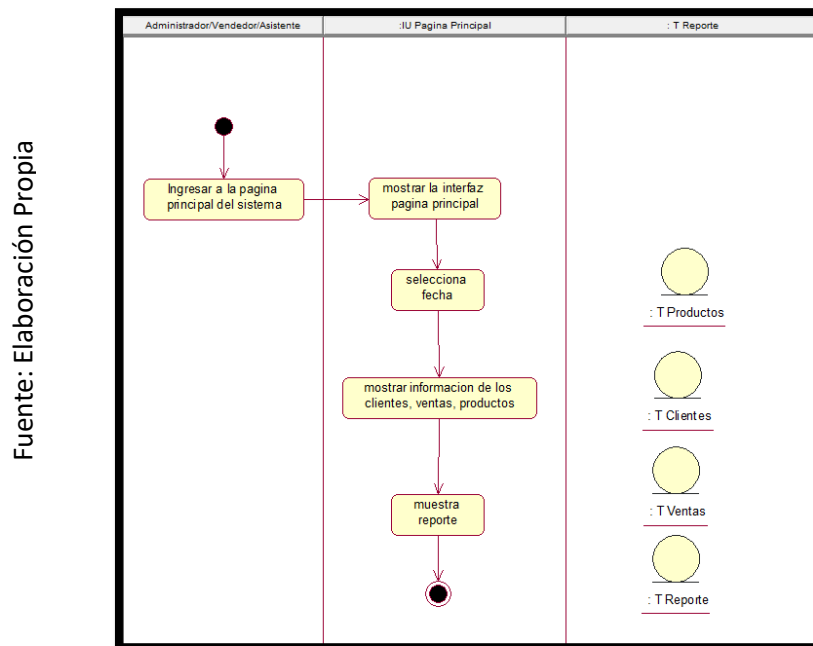 Fuente: Elaboración Propia
Administrador/Vendedor/Asistente
:IU Pagina Principal
: T Reporte
Ingresar a la pagina
principal del sistema
mostrar la interfaz
pagina principal
selecciona
fecha
: T Productos
mostrar informacion de los
clientes, ventas, productos
: T Clientes
muestra
reporte
: T Ventas
: T Reporte